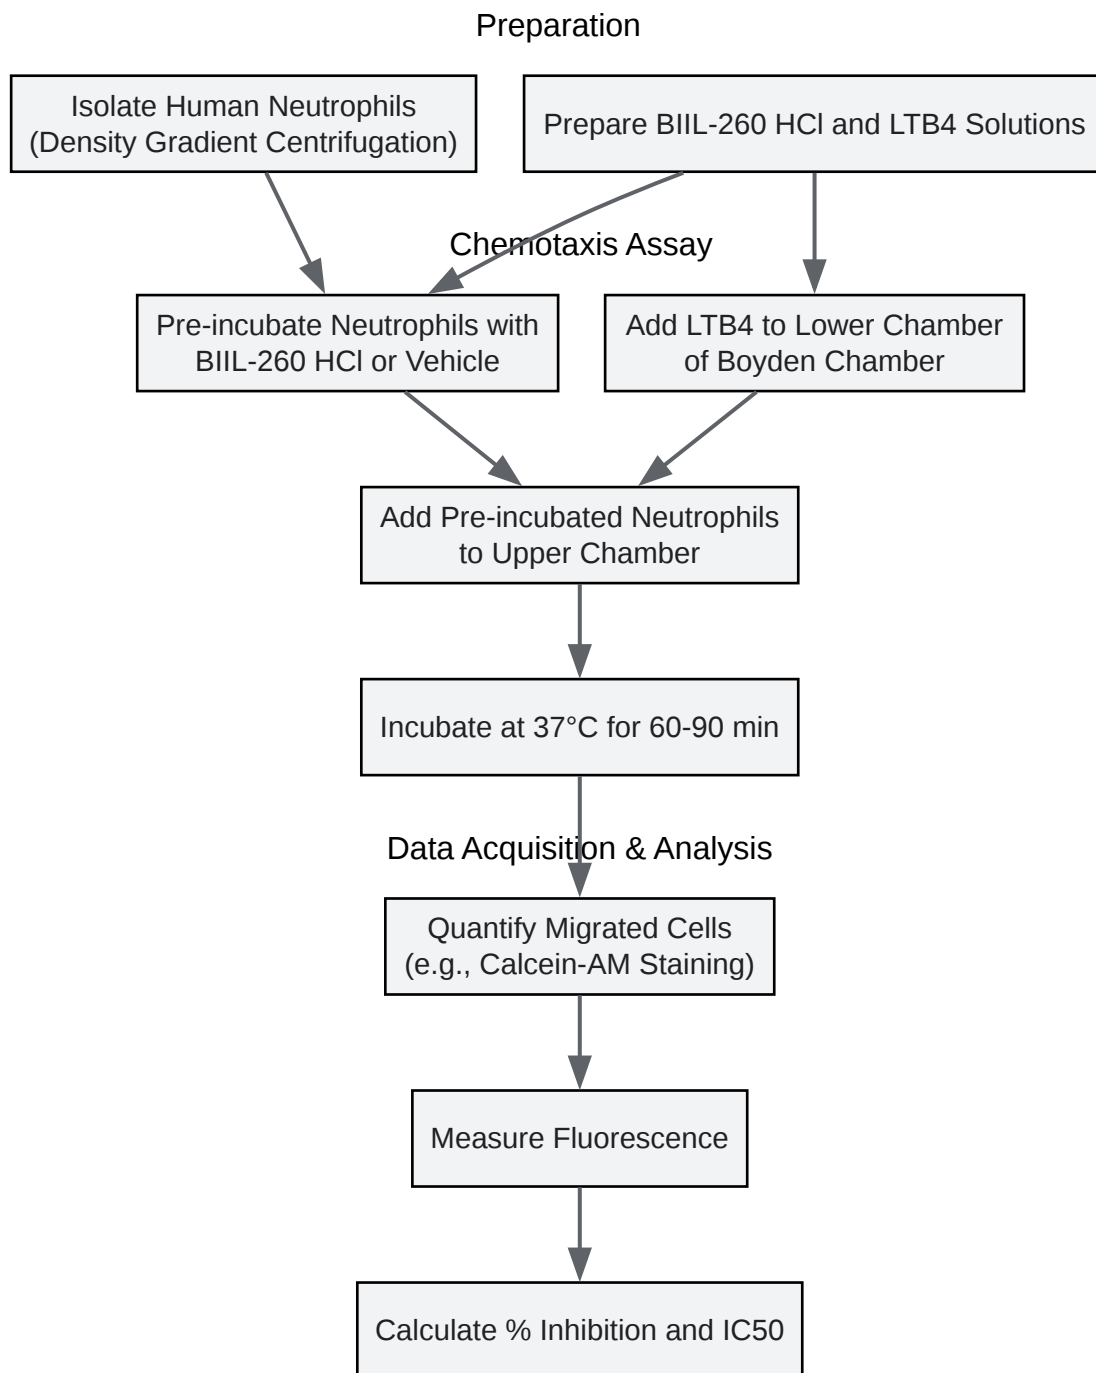 Preparation
Isolate Human Neutrophils
(Density Gradient Centrifugation)
Prepare BIIL-260 HCl and LTB4 Solutions
Chemotaxis Assay
Pre-incubate Neutrophils with
BIIL-260 HCl or Vehicle
Add LTB4 to Lower Chamber
of Boyden Chamber
Add Pre-incubated Neutrophils
to Upper Chamber
Incubate at 37°C for 60-90 min
Data Acquisition & Analysis
Quantify Migrated Cells
(e.g., Calcein-AM Staining)
Measure Fluorescence
Calculate % Inhibition and IC50